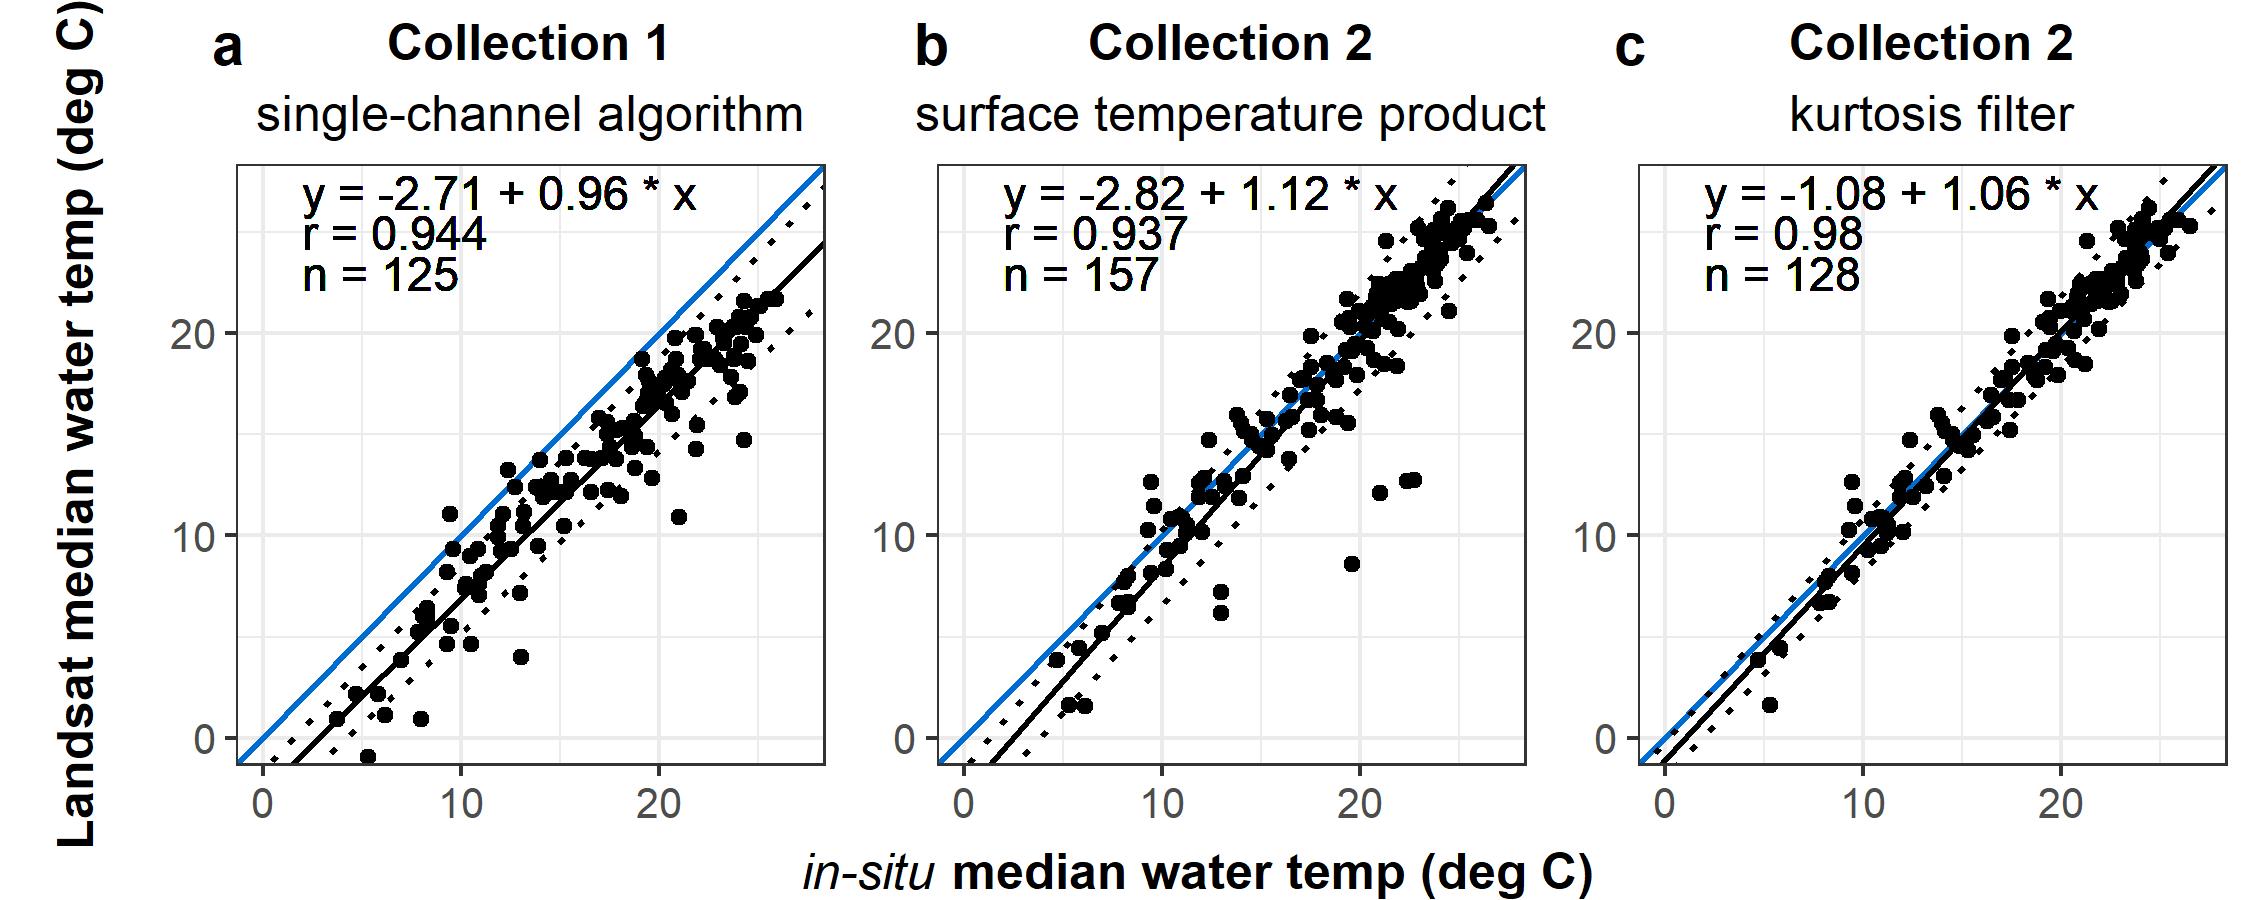 a Collection 1
single-channel algorithm
y = -2.71 + 0.96 * x
r = 0.944
n = 125
20
10
0
0 10 20
b Collection 2
surface temperature product
y = -2.82 + 1.12 * x
r = 0.937
n = 157
20
10
0
0 10 20
c Collection 2
kurtosis filter
y = -1.08 + 1.06 * x
r = 0.98
n = 128
20
10
0
0 10 20
Landsat median water temp (deg C)
in-situ median water temp (deg C)